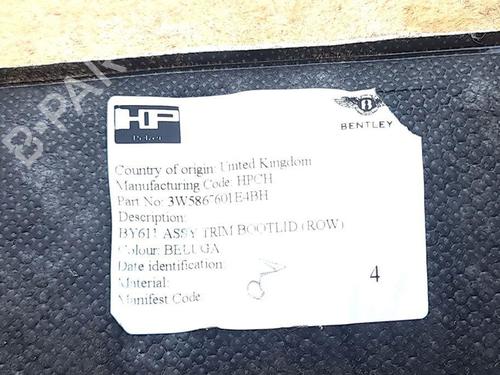 HP
Pelzer
BENTLEY
Country of origin: United Kingdom
Manufacturing Code: HPCH
Part No: 3W5867601E4BH
Description:
BY611 ASSY TRIM BOOTLID (ROW)
Colour: BELUGA
Date identification:
Material:
Manifest Code
4
B-PARTS